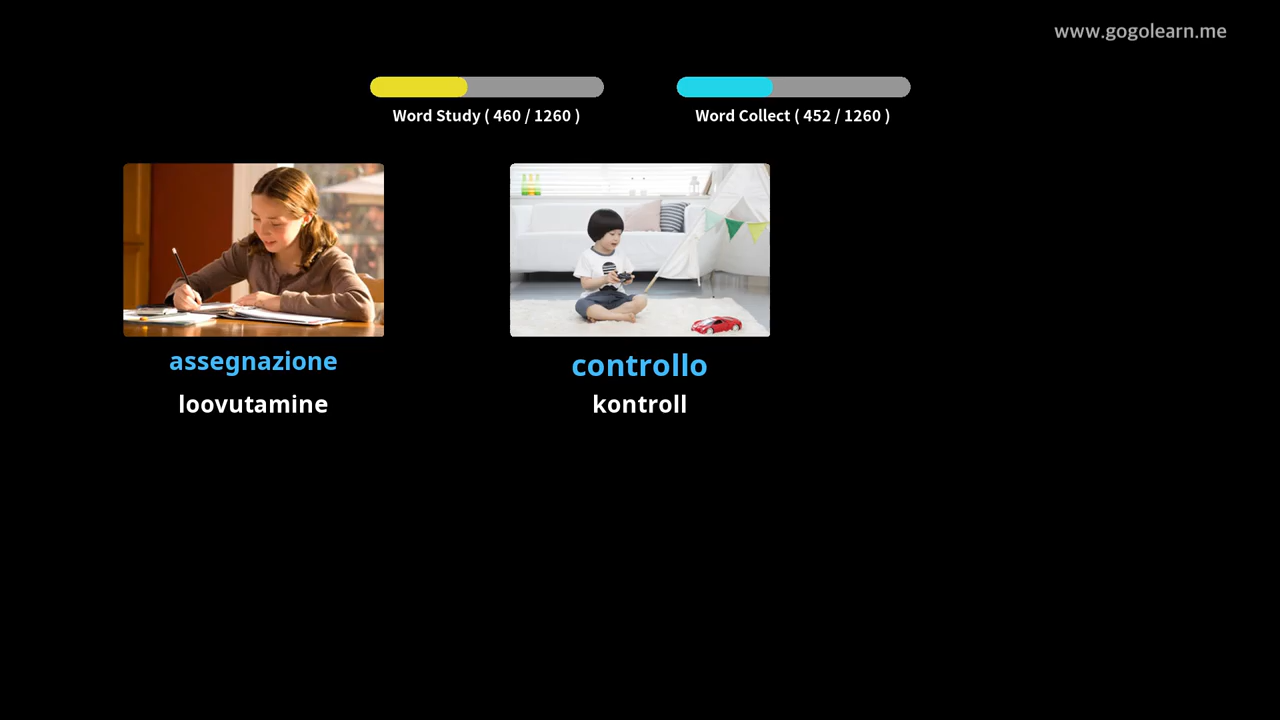 www.gogolearn.me
Word Study ( 460 / 1260 )
Word Collect ( 452 / 1260 )
assegnazione
loovutamine
controllo
kontroll